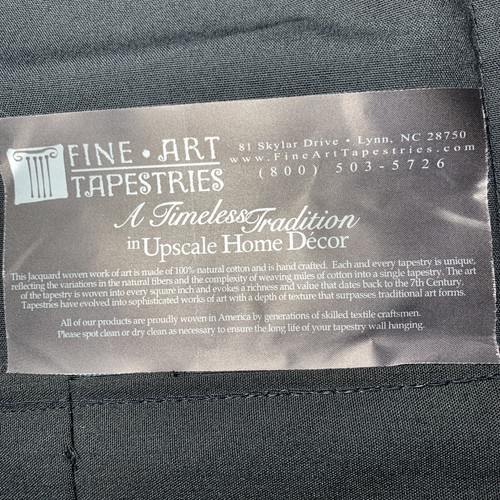 FINE • ART
TAPESTRIES
81 Skylar Drive • Lynn, NC 28750
www.FineArtTapestries.com
(800) 503-5726
A Timeless Tradition
in Upscale Home Décor
This Jacquard woven work of art is made of 100% natural cotton and is hand crafted. Each and every tapestry is unique,
reflecting the variations in the natural fibers and the complexity of weaving miles of cotton into a single tapestry. The art
of the tapestry is woven into every square inch and evokes a richness and value that dates back to the 7th Century.
Tapestries have evolved into sophisticated works of art with a depth of texture that surpasses traditional art forms.
All of our products are proudly woven in America by generations of skilled textile craftsmen.
Please spot clean or dry clean as necessary to ensure the long life of your tapestry wall hanging.